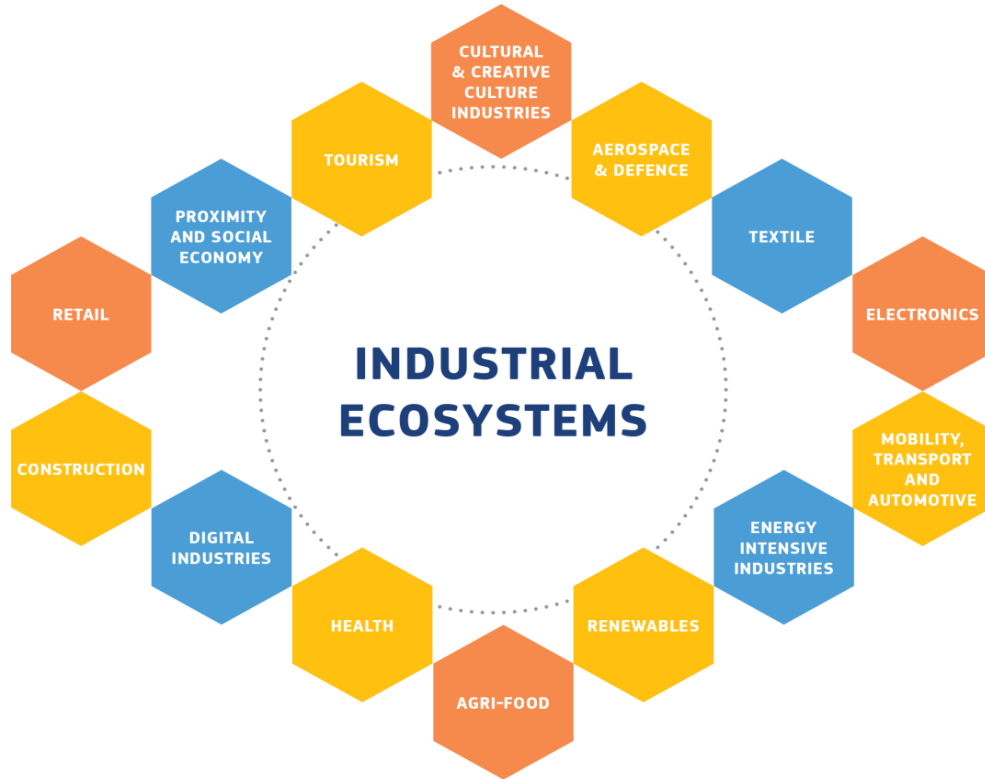 CULTURAL
& CREATIVE
CULTURE
INDUSTRIES
TOURISM
AEROSPACE
& DEFENCE
PROXIMITY
AND SOCIAL
ECONOMY
TEXTILE
RETAIL
ELECTRONICS
INDUSTRIAL
ECOSYSTEMS
CONSTRUCTION
MOBILITY,
TRANSPORT
AND
AUTOMOTIVE
DIGITAL
INDUSTRIES
ENERGY
INTENSIVE
INDUSTRIES
HEALTH
RENEWABLES
AGRI-FOOD